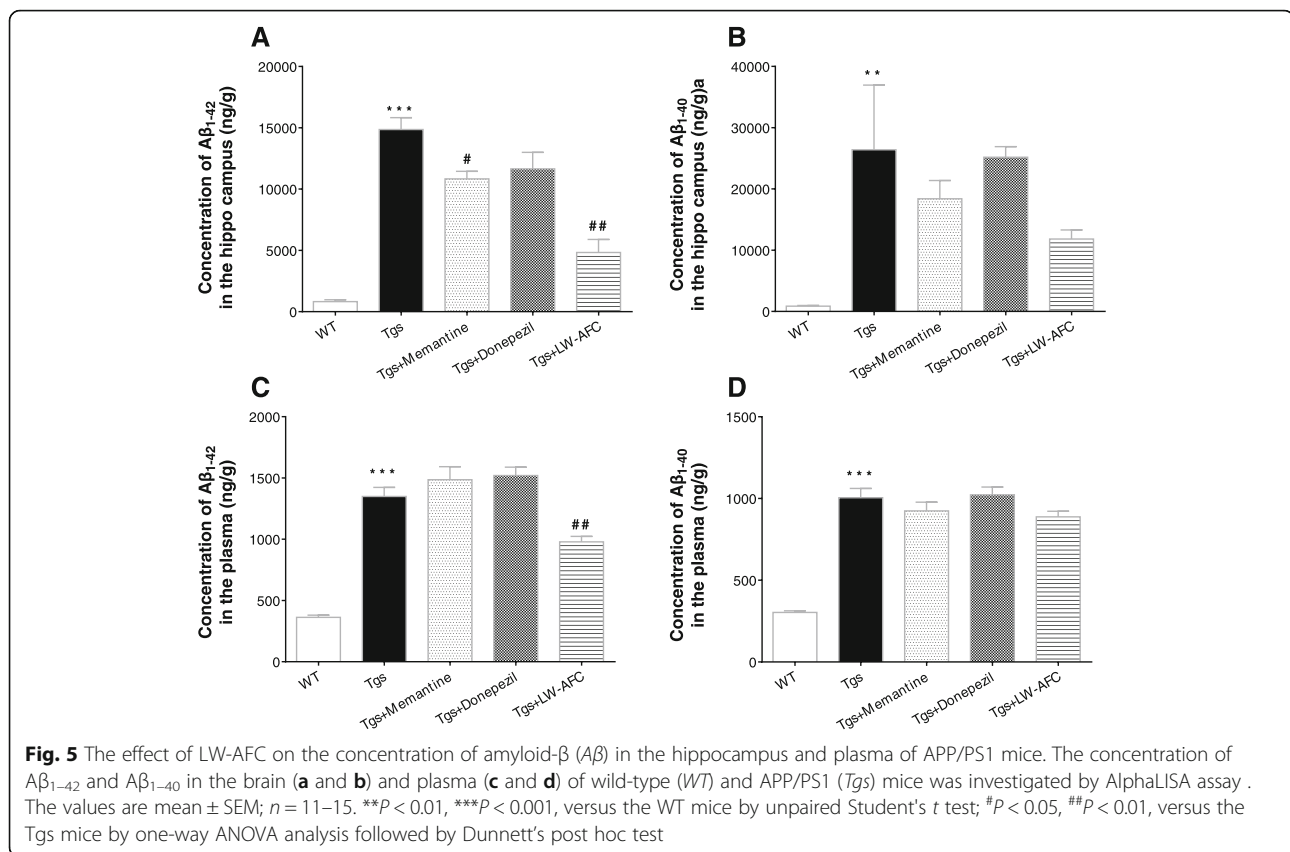 A
Concentration of Aβ1-42
in the hippo campus (ng/g)
20000
15000
10000
5000
0
***
#
##
WT
Tgs
Tgs+Memantine
Tgs+Donepezil
Tgs+LW-AFC
B
Concentration of Aβ1-40
in the hippo campus (ng/g)a
40000
30000
20000
10000
0
**
WT
Tgs
Tgs+Memantine
Tgs+Donepezil
Tgs+LW-AFC
C
Concentration of Aβ1-42
in the plasma (ng/g)
2000
1500
1000
500
0
***
##
WT
Tgs
Tgs+Memantine
Tgs+Donepezil
Tgs+LW-AFC
D
Concentration of Aβ1-40
in the plasma (ng/g)
1500
1000
500
0
***
WT
Tgs
Tgs+Memantine
Tgs+Donepezil
Tgs+LW-AFC
Fig. 5 The effect of LW-AFC on the concentration of amyloid-β (Aβ) in the hippocampus and plasma of APP/PS1 mice. The concentration of
Aβ1–42 and Aβ1–40 in the brain (a and b) and plasma (c and d) of wild-type (WT) and APP/PS1 (Tgs) mice was investigated by AlphaLISA assay .
The values are mean ± SEM; n = 11–15. **P < 0.01, ***P < 0.001, versus the WT mice by unpaired Student's t test; #P < 0.05, ##P < 0.01, versus the
Tgs mice by one-way ANOVA analysis followed by Dunnett’s post hoc test